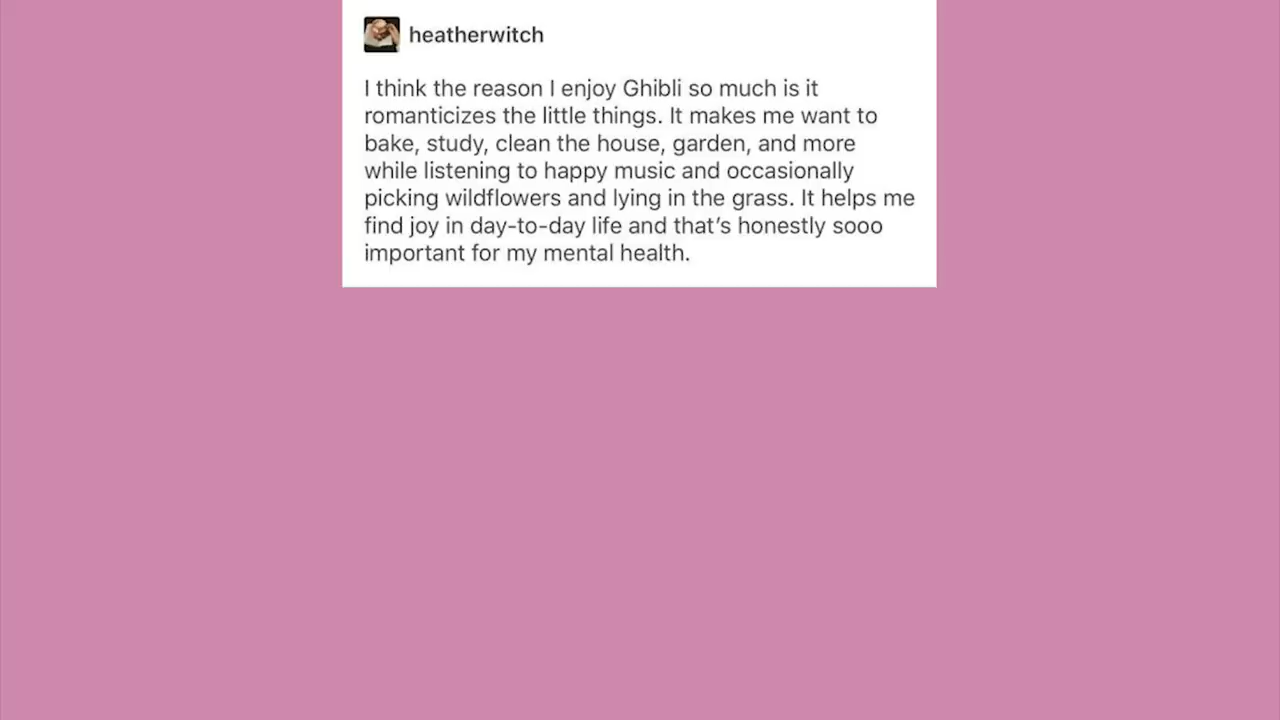 heatherwitch
I think the reason I enjoy Ghibli so much is it
romanticizes the little things. It makes me want to
bake, study, clean the house, garden, and more
while listening to happy music and occasionally
picking wildflowers and lying in the grass. It helps me
find joy in day-to-day life and that’s honestly sooo
important for my mental health.